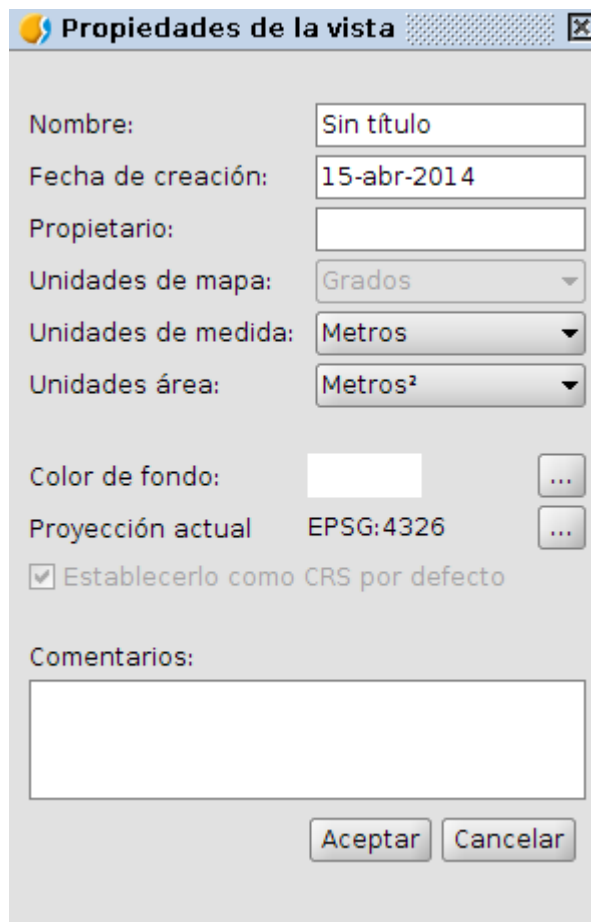 Propiedades de la vista
Nombre: Sin título
Fecha de creación: 15-abr-2014
Propietario:
Unidades de mapa: Grados
Unidades de medida: Metros
Unidades área: Metros²
Color de fondo: ...
Proyección actual EPSG:4326 ...
Establecerlo como CRS por defecto
Comentarios:
Aceptar Cancelar